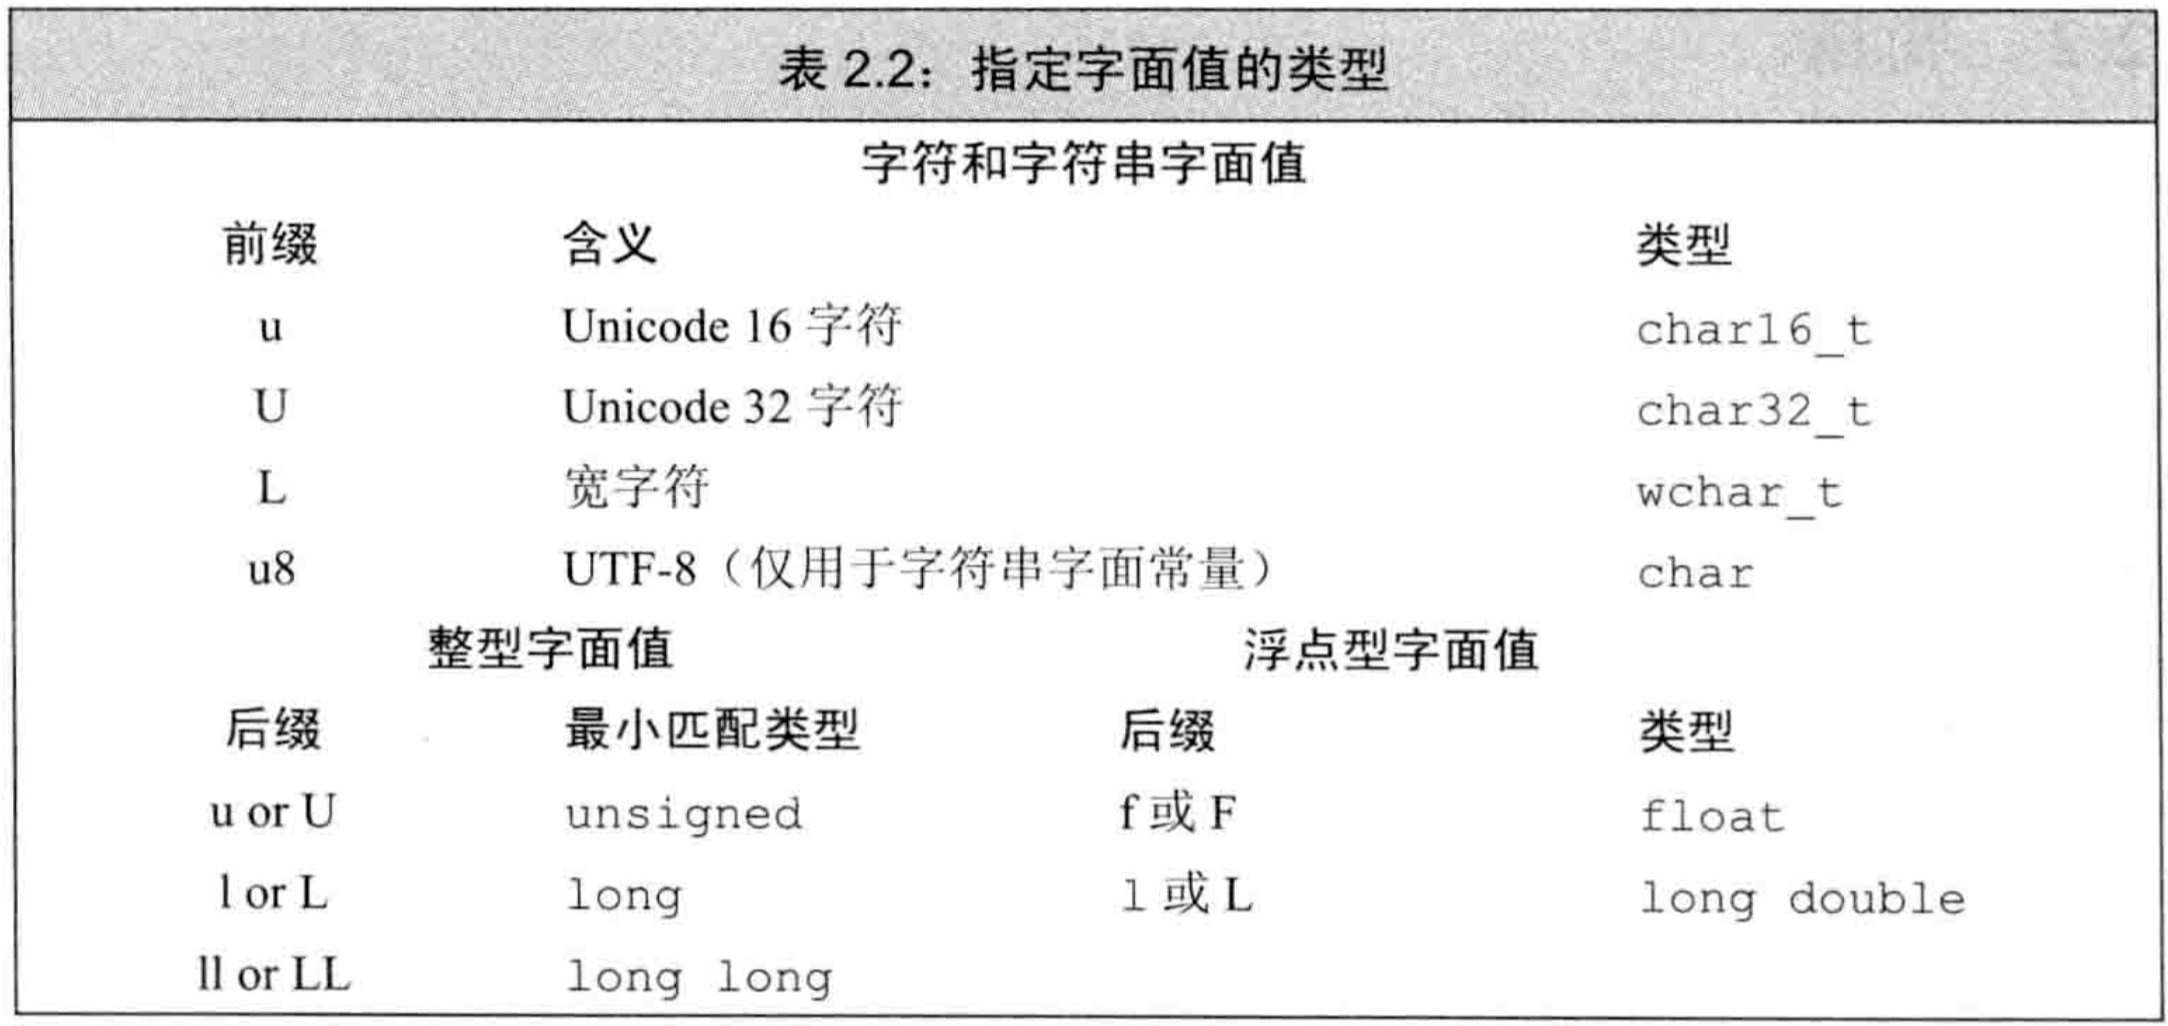 表 2.2：指定字面值的类型
字符和字符串字面值
前缀 含义 类型
u Unicode 16 字符 char16_t
U Unicode 32 字符 char32_t
L 宽字符 wchar_t
u8 UTF-8（仅用于字符串字面常量） char
整型字面值 浮点型字面值
后缀 最小匹配类型 后缀 类型
u or U unsigned f 或 F float
l or L long l 或 L long double
ll or LL long long